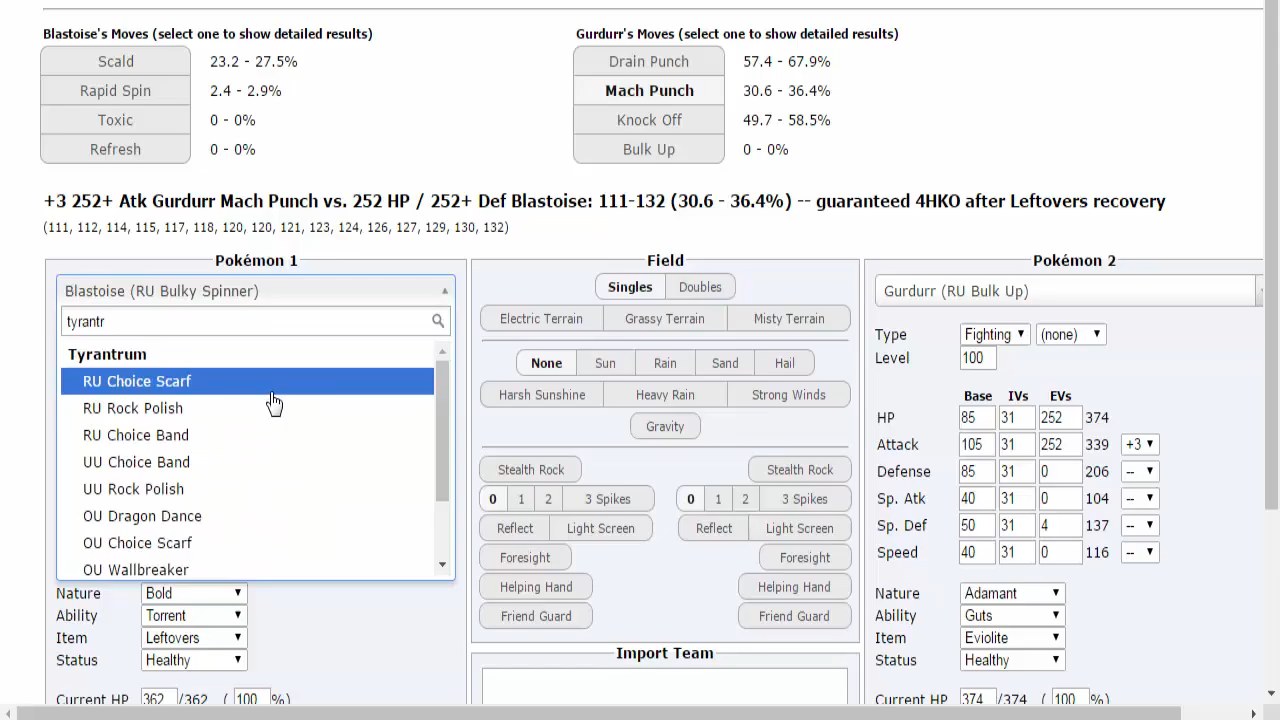 Blastoise's Moves (select one to show detailed results)
Scald 23.2 - 27.5%
Rapid Spin 2.4 - 2.9%
Toxic 0 - 0%
Refresh 0 - 0%
Gurdurr's Moves (select one to show detailed results)
Drain Punch 57.4 - 67.9%
Mach Punch 30.6 - 36.4%
Knock Off 49.7 - 58.5%
Bulk Up 0 - 0%
+3 252+ Atk Gurdurr Mach Punch vs. 252 HP / 252+ Def Blastoise: 111-132 (30.6 - 36.4%) -- guaranteed 4HKO after Leftovers recovery
(111, 112, 114, 115, 117, 118, 120, 120, 121, 123, 124, 126, 127, 129, 130, 132)
Pokémon 1
Blastoise (RU Bulky Spinner)
tyrantr
Tyrantrum
RU Choice Scarf
RU Rock Polish
RU Choice Band
UU Choice Band
UU Rock Polish
OU Dragon Dance
OU Choice Scarf
OU Wallbreaker
Nature Bold
Ability Torrent
Item Leftovers
Status Healthy
Current HP 362 /362 ( 100 %)
Field
Singles Doubles
Electric Terrain Grassy Terrain Misty Terrain
None Sun Rain Sand Hail
Harsh Sunshine Heavy Rain Strong Winds
Gravity
Stealth Rock Stealth Rock
0 1 2 3 Spikes 0 1 2 3 Spikes
Reflect Light Screen Reflect Light Screen
Foresight Foresight
Helping Hand Helping Hand
Friend Guard Friend Guard
Import Team
Pokémon 2
Gurdurr (RU Bulk Up)
Type Fighting (none)
Level 100
Base IVs EVs
HP 85 31 252 374
Attack 105 31 252 339 +3
Defense 85 31 0 206 --
Sp. Atk 40 31 0 104 --
Sp. Def 50 31 4 137 --
Speed 40 31 0 116 --
Nature Adamant
Ability Guts
Item Eviolite
Status Healthy
Current HP 374 /374 ( 100 %)